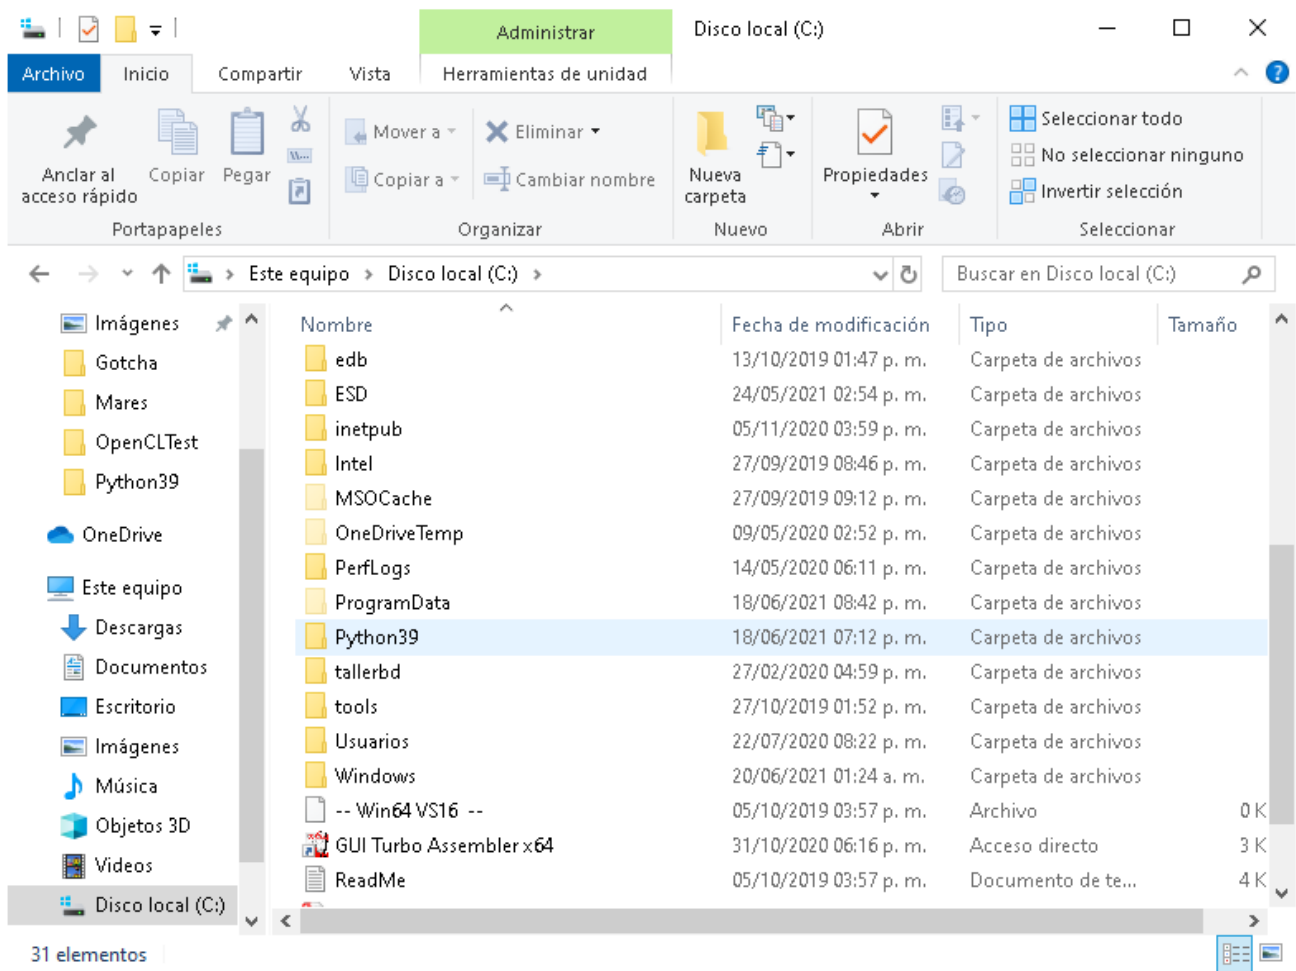 Administrar
Disco local (C:)
Archivo Inicio Compartir Vista Herramientas de unidad
Anclar al acceso rápido
Copiar
Pegar
Mover a
Copiar a
Eliminar
Cambiar nombre
Nueva carpeta
Propiedades
Seleccionar todo
No seleccionar ninguno
Invertir selección
Portapapeles Organizar Nuevo Abrir Seleccionar
Este equipo Disco local (C:)
Buscar en Disco local (C:)
Imágenes
Gotcha
Mares
OpenCLTest
Python39
OneDrive
Este equipo
Descargas
Documentos
Escritorio
Imágenes
Música
Objetos 3D
Videos
Disco local (C:)
Nombre Fecha de modificación Tipo Tamaño
edb 13/10/2019 01:47 p. m. Carpeta de archivos
ESD 24/05/2021 02:54 p. m. Carpeta de archivos
inetpub 05/11/2020 03:59 p. m. Carpeta de archivos
Intel 27/09/2019 08:46 p. m. Carpeta de archivos
MSOCache 27/09/2019 09:12 p. m. Carpeta de archivos
OneDriveTemp 09/05/2020 02:52 p. m. Carpeta de archivos
PerfLogs 14/05/2020 06:11 p. m. Carpeta de archivos
ProgramData 18/06/2021 08:42 p. m. Carpeta de archivos
Python39 18/06/2021 07:12 p. m. Carpeta de archivos
tallerbd 27/02/2020 04:59 p. m. Carpeta de archivos
tools 27/10/2019 01:52 p. m. Carpeta de archivos
Usuarios 22/07/2020 08:22 p. m. Carpeta de archivos
Windows 20/06/2021 01:24 a. m. Carpeta de archivos
-- Win64 VS16 -- 05/10/2019 03:57 p. m. Archivo 0 K
GUI Turbo Assembler x64 31/10/2020 06:16 p. m. Acceso directo 3 K
ReadMe 05/10/2019 03:57 p. m. Documento de te... 4 K
31 elementos